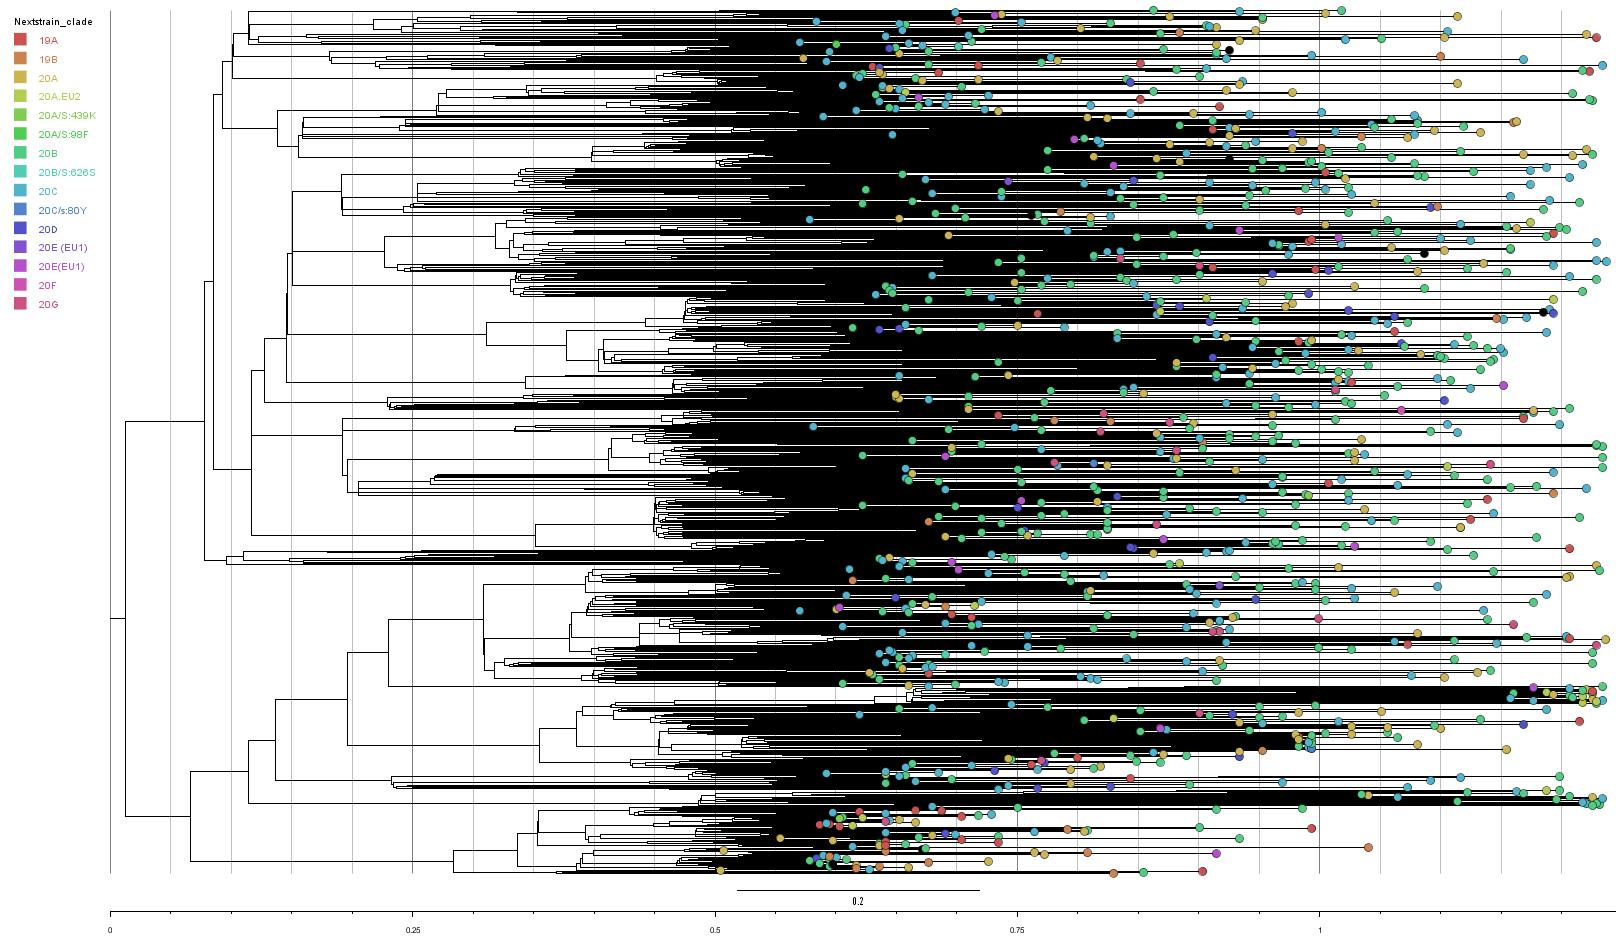 Nextstrain_clade
19A
19B
20A
20A.EU2
20A/S:439K
20A/S:98F
20B
20B/S:626S
20C
20C/s:80Y
20D
20E (EU1)
20E(EU1)
20F
20G
0.2
0 0.25 0.5 0.75 1